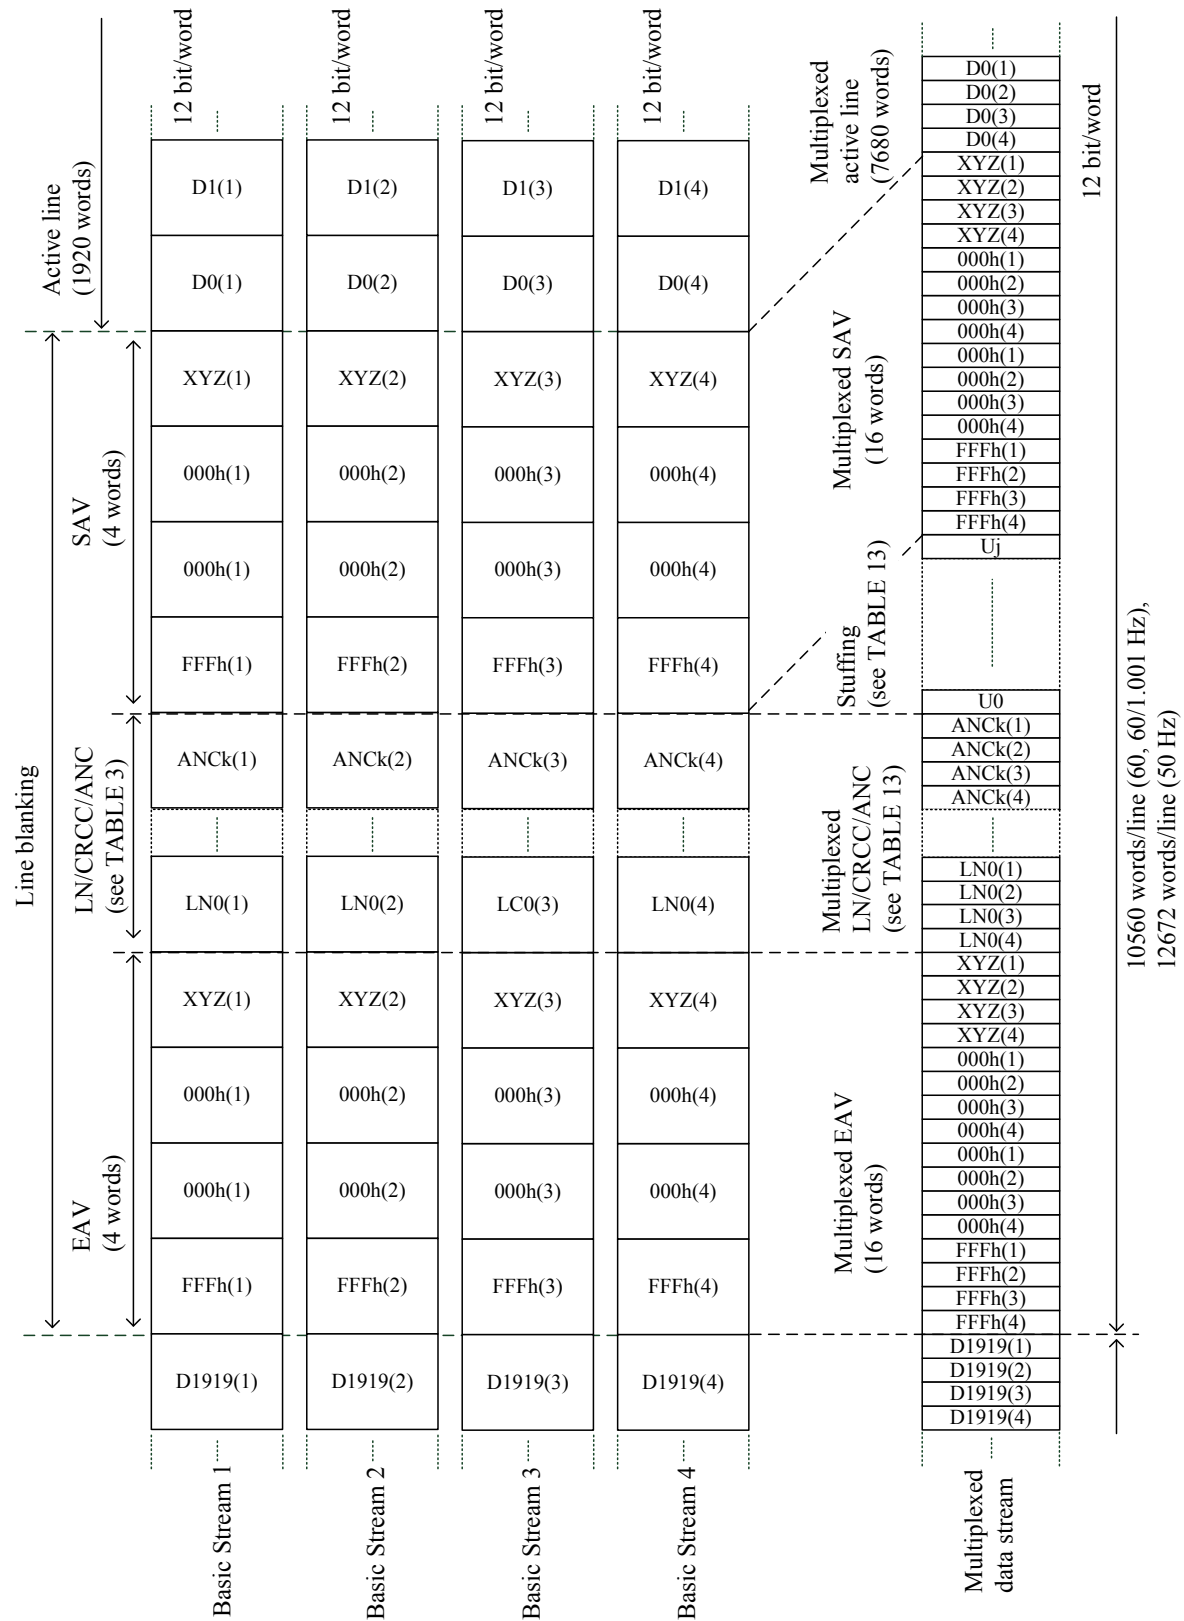 Line blanking
Active line
(1920 words)
SAV
(4 words)
LN/CRCC/ANC
(see TABLE 3)
EAV
(4 words)
12 bit/word
D1(1)
D0(1)
XYZ(1)
000h(1)
000h(1)
FFFh(1)
ANCk(1)
LN0(1)
XYZ(1)
000h(1)
000h(1)
FFFh(1)
D1919(1)
Basic Stream 1
12 bit/word
D1(2)
D0(2)
XYZ(2)
000h(2)
000h(2)
FFFh(2)
ANCk(2)
LN0(2)
XYZ(2)
000h(2)
000h(2)
FFFh(2)
D1919(2)
Basic Stream 2
12 bit/word
D1(3)
D0(3)
XYZ(3)
000h(3)
000h(3)
FFFh(3)
ANCk(3)
LC0(3)
XYZ(3)
000h(3)
000h(3)
FFFh(3)
D1919(3)
Basic Stream 3
12 bit/word
D1(4)
D0(4)
XYZ(4)
000h(4)
000h(4)
FFFh(4)
ANCk(4)
LN0(4)
XYZ(4)
000h(4)
000h(4)
FFFh(4)
D1919(4)
Basic Stream 4
Multiplexed
active line
(7680 words)
Multiplexed SAV
(16 words)
Stuffing
(see TABLE 13)
Multiplexed
LN/CRCC/ANC
(see TABLE 13)
Multiplexed EAV
(16 words)
D0(1)
D0(2)
D0(3)
D0(4)
XYZ(1)
XYZ(2)
XYZ(3)
XYZ(4)
000h(1)
000h(2)
000h(3)
000h(4)
000h(1)
000h(2)
000h(3)
000h(4)
FFFh(1)
FFFh(2)
FFFh(3)
FFFh(4)
Uj
U0
ANCk(1)
ANCk(2)
ANCk(3)
ANCk(4)
LN0(1)
LN0(2)
LN0(3)
LN0(4)
XYZ(1)
XYZ(2)
XYZ(3)
XYZ(4)
000h(1)
000h(2)
000h(3)
000h(4)
000h(1)
000h(2)
000h(3)
000h(4)
FFFh(1)
FFFh(2)
FFFh(3)
FFFh(4)
D1919(1)
D1919(2)
D1919(3)
D1919(4)
Multiplexed
data stream
12 bit/word
10560 words/line (60, 60/1.001 Hz),
12672 words/line (50 Hz)